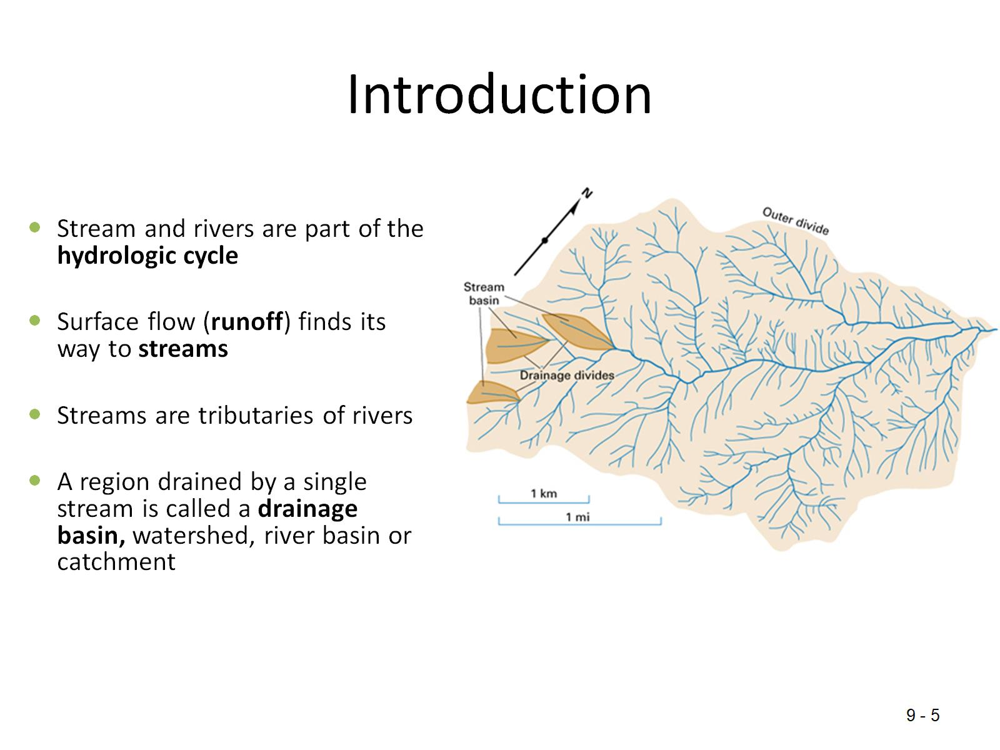 Introduction
Stream and rivers are part of the
hydrologic cycle
Surface flow (runoff) finds its
way to streams
Streams are tributaries of rivers
A region drained by a single
stream is called a drainage
basin, watershed, river basin or
catchment
N
Outer divide
Stream
basin
Drainage divides
1 km
1 mi
9 - 5